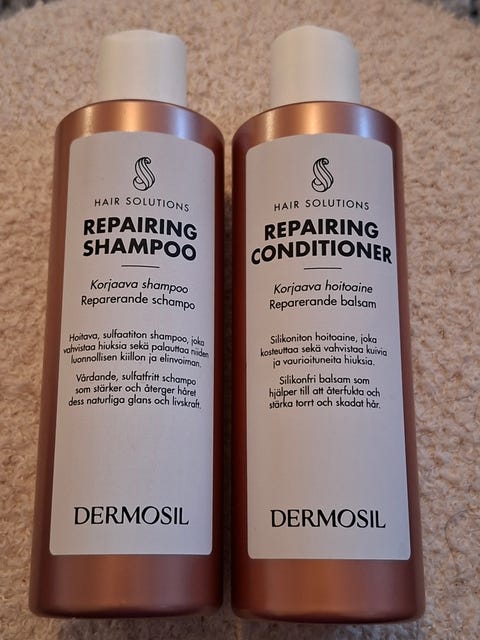 HAIR SOLUTIONS
REPAIRING
SHAMPOO
Korjaava shampoo
Reparerande schampo
Hoitava, sulfaatiton shampoo, joka
vahvistaa hiuksia sekä palauttaa niiden
luonnollisen kiillon ja elinvoiman.
Vårdande, sulfatfritt schampo
som stärker och återger håret
dess naturliga glans och livskraft.
DERMOSIL
HAIR SOLUTIONS
REPAIRING
CONDITIONER
Korjaava hoitoaine
Reparerande balsam
Silikoniton hoitoaine, joka
kosteuttaa sekä vahvistaa kuivia
ja vaurioituneita hiuksia.
Silikonfri balsam som
hjälper till att återfukta och
stärka torrt och skadat hår.
DERMOSIL